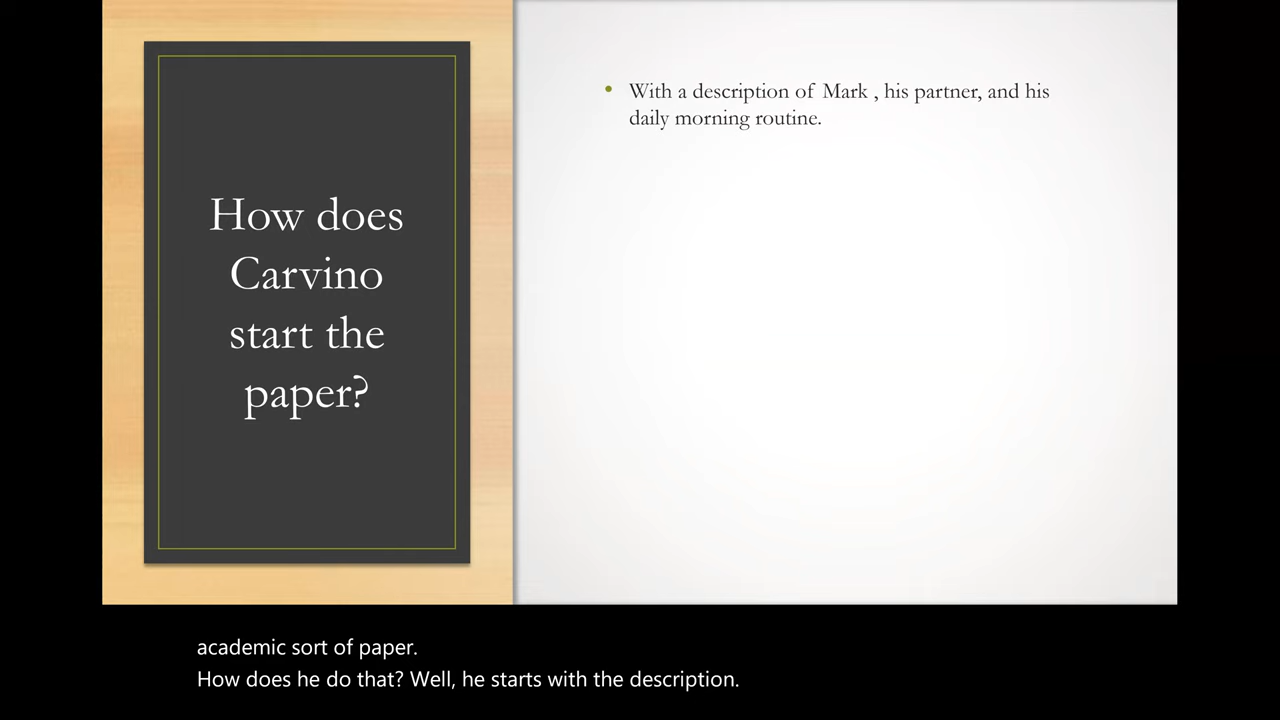 How does
Carvino
start the
paper?
• With a description of Mark , his partner, and his
daily morning routine.
academic sort of paper.
How does he do that? Well, he starts with the description.